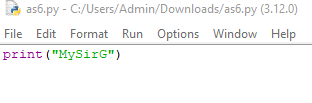 as6.py - C:/Users/Admin/Downloads/as6.py (3.12.0)
File Edit Format Run Options Window Help
print("MySirG")